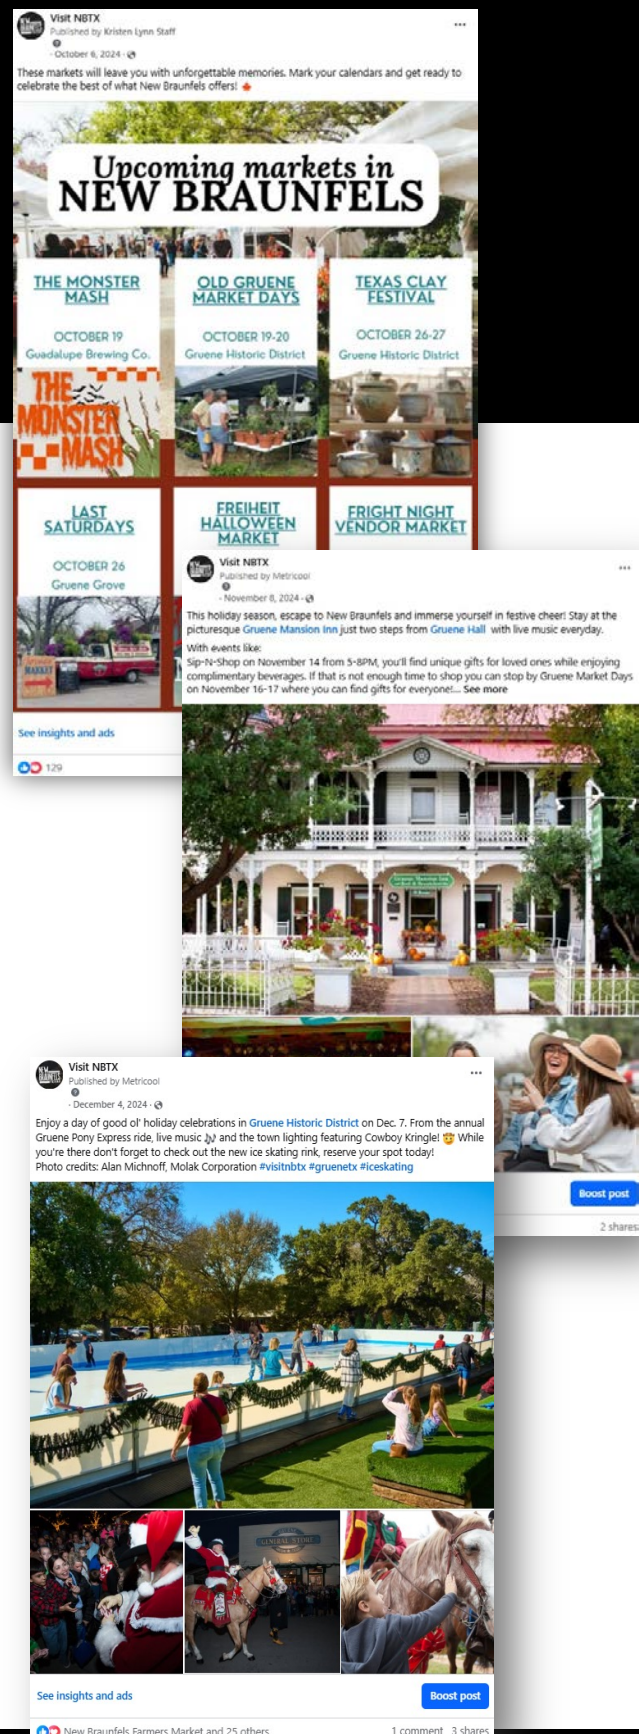 Visit NBTX
Published by Kristen Lynn Staff
· October 6, 2024 ·
These markets will leave you with unforgettable memories. Mark your calendars and get ready to
celebrate the best of what New Braunfels offers! 🍁
Upcoming markets in
NEW BRAUNFELS
THE MONSTER
MASH
OCTOBER 19
Guadalupe Brewing Co.
THE
MONSTER
MASH
OLD GRUENE
MARKET DAYS
OCTOBER 19-20
Gruene Historic District
TEXAS CLAY
FESTIVAL
OCTOBER 26-27
Gruene Historic District
LAST
SATURDAYS
OCTOBER 26
Gruene Grove
MARKET
FREIHEIT
HALLOWEEN
MARKET
FRIGHT NIGHT
VENDOR MARKET
See insights and ads
129
Visit NBTX
Published by Metricool
· November 8, 2024 ·
This holiday season, escape to New Braunfels and immerse yourself in festive cheer! Stay at the
picturesque Gruene Mansion Inn just two steps from Gruene Hall with live music everyday.
With events like:
Sip-N-Shop on November 14 from 5-8PM, you'll find unique gifts for loved ones while enjoying
complimentary beverages. If that is not enough time to shop you can stop by Gruene Market Days
on November 16-17 where you can find gifts for everyone!... See more
Gruene Mansion Inn
Boost post
2 shares
Visit NBTX
Published by Metricool
· December 4, 2024 ·
Enjoy a day of good ol' holiday celebrations in Gruene Historic District on Dec. 7. From the annual
Gruene Pony Express ride, live music 🎶 and the town lighting featuring Cowboy Kringle! 🤠 While
you're there don't forget to check out the new ice skating rink, reserve your spot today!
Photo credits: Alan Michnoff, Molak Corporation #visitnbtx #gruenetx #iceskating
GENERAL STORE
See insights and ads
Boost post
New Braunfels Farmers Market and 25 others
1 comment 3 shares